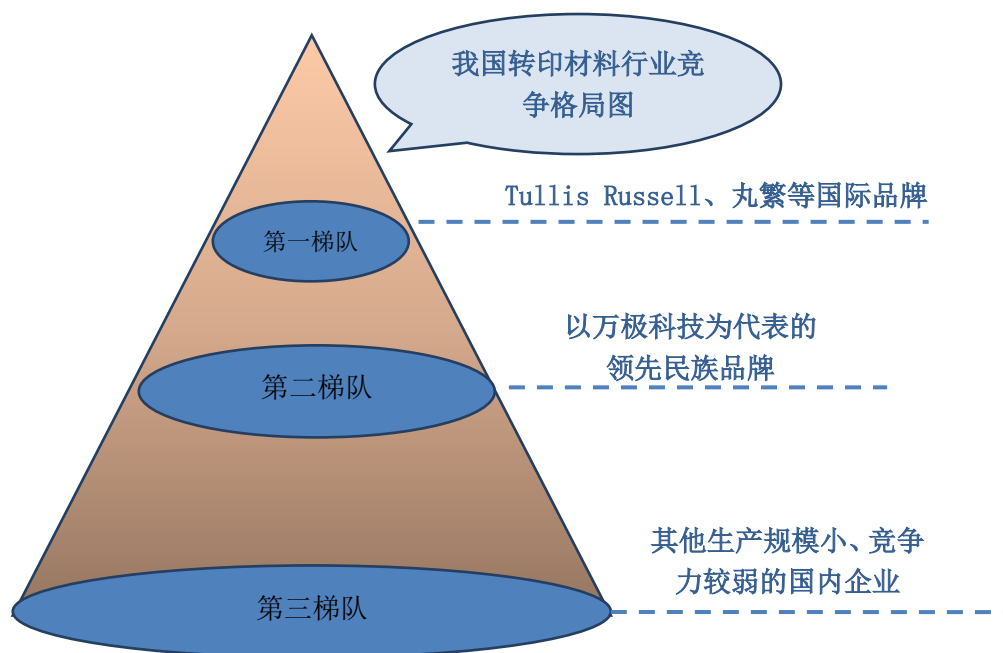 我国转印材料行业竞
争格局图
Tullis Russell、丸繁等国际品牌
第一梯队
以万极科技为代表的
领先民族品牌
第二梯队
其他生产规模小、竞争
力较弱的国内企业
第三梯队